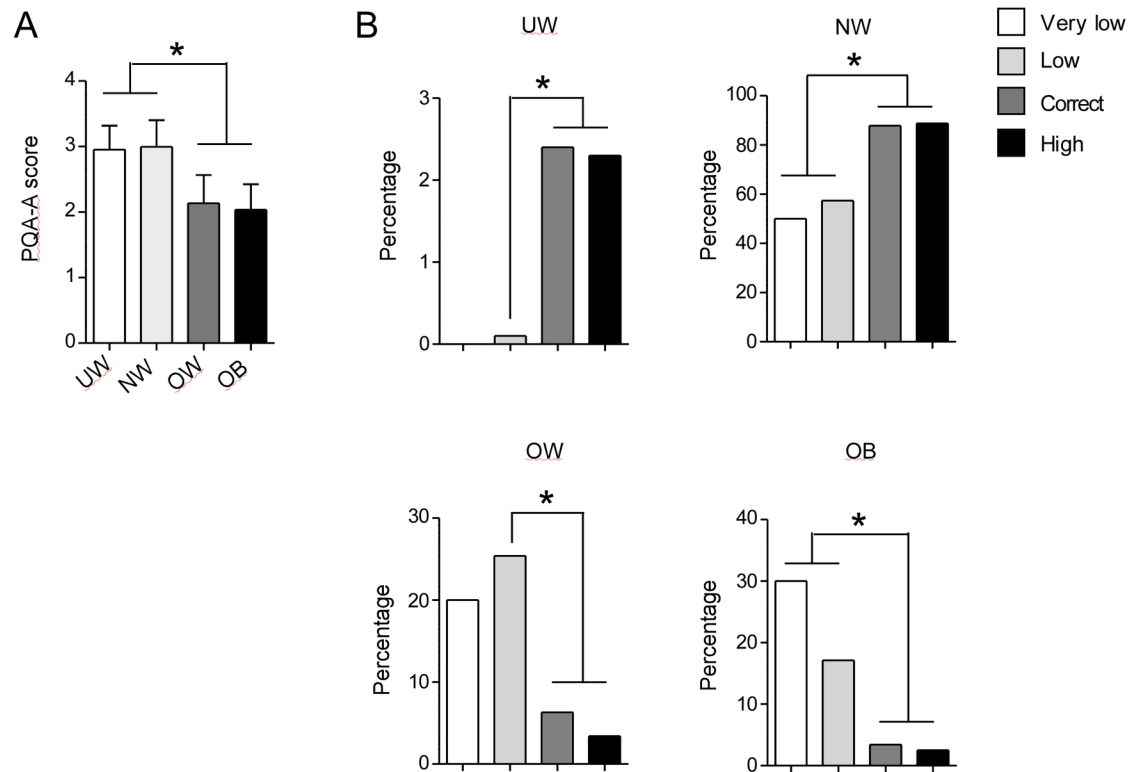 A
*
4
3
2
1
0
PQA-A score
UW
NW
OW
OB
B
UW
*
3
2
1
0
Percentage
NW
*
100
80
60
40
20
0
Percentage
Very low
Low
Correct
High
OW
*
30
20
10
0
Percentage
OB
*
40
30
20
10
0
Percentage